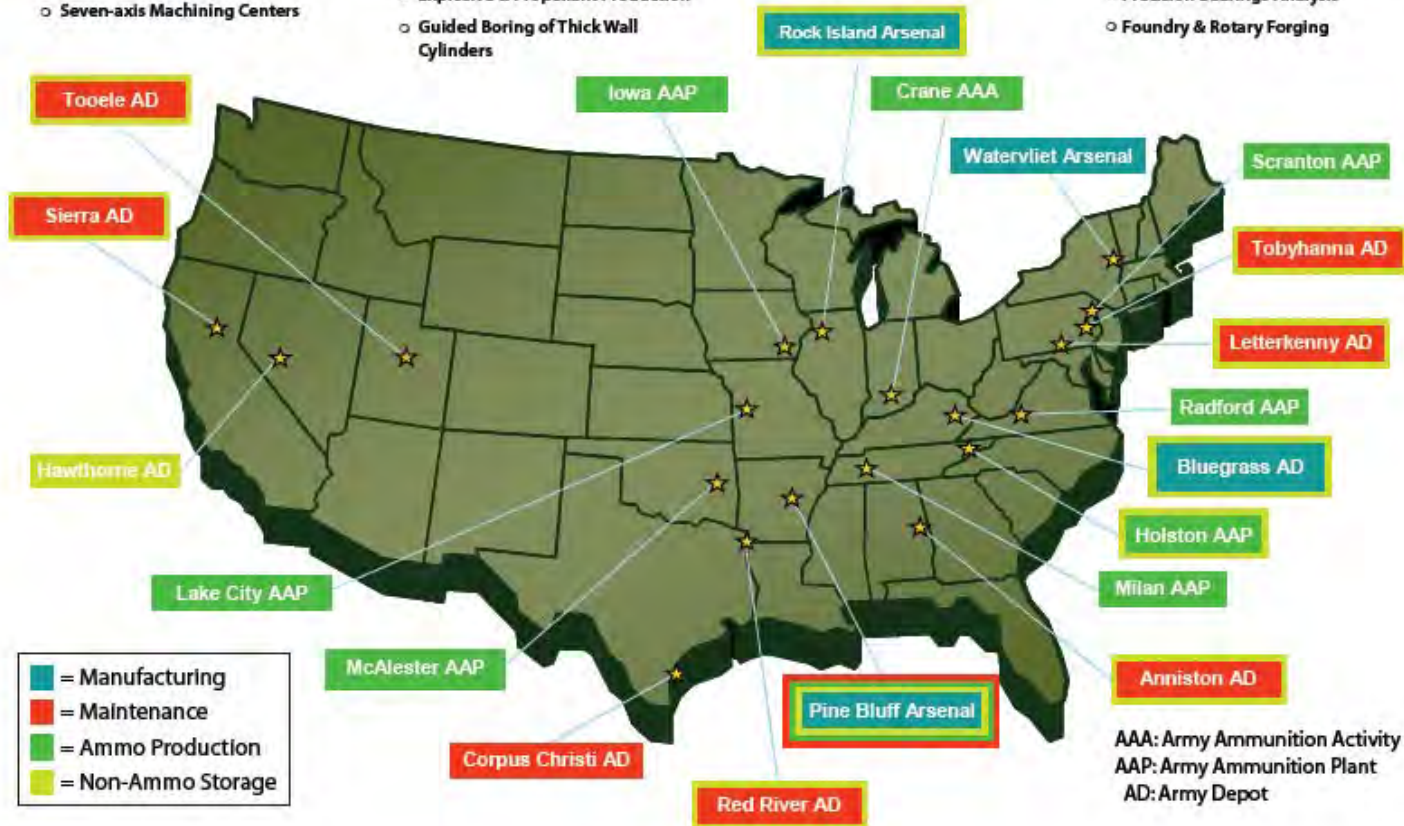 Seven-axis Machining Centers
Guided Boring of Thick Wall
Cylinders
Foundry & Rotary Forging
Rock Island Arsenal
Tooele AD
Iowa AAP
Crane AAA
Watervliet Arsenal
Scranton AAP
Sierra AD
Tobyhanna AD
Letterkenny AD
Radford AAP
Hawthorne AD
Bluegrass AD
Holston AAP
Lake City AAP
Milan AAP
McAlester AAP
Anniston AD
Pine Bluff Arsenal
Corpus Christi AD
Red River AD
= Manufacturing
= Maintenance
= Ammo Production
= Non-Ammo Storage
AAA: Army Ammunition Activity
AAP: Army Ammunition Plant
AD: Army Depot